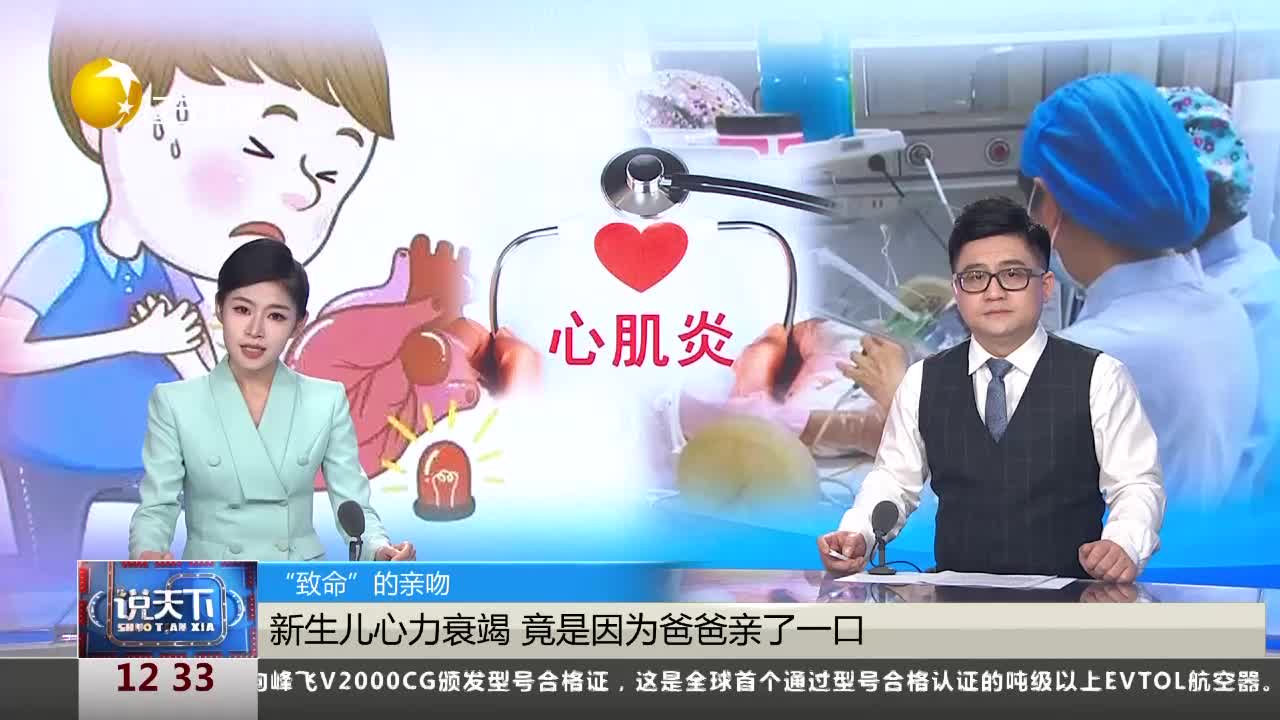 心肌炎
“致命”的亲吻
说天下
SHUO TIAN XIA
新生儿心力衰竭 竟是因为爸爸亲了一口
12 33
向峰飞V2000CG颁发型号合格证，这是全球首个通过型号合格认证的吨级以上EVTOL航空器。